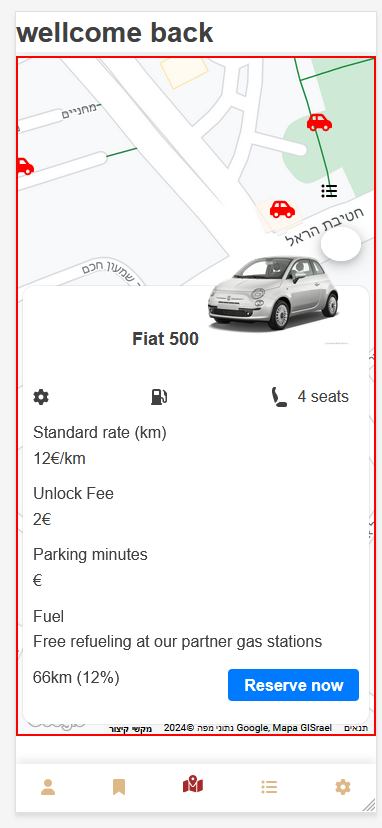 wellcome back
מחניים
חטיבת הראל
שמעון חכם
Fiat 500
4 seats
Standard rate (km)
12€/km
Unlock Fee
2€
Parking minutes
€
Fuel
Free refueling at our partner gas stations
66km (12%)
Reserve now
Google
מקשי קיצור
נתוני מפה ©2024 Google, Mapa GISrael
תנאים